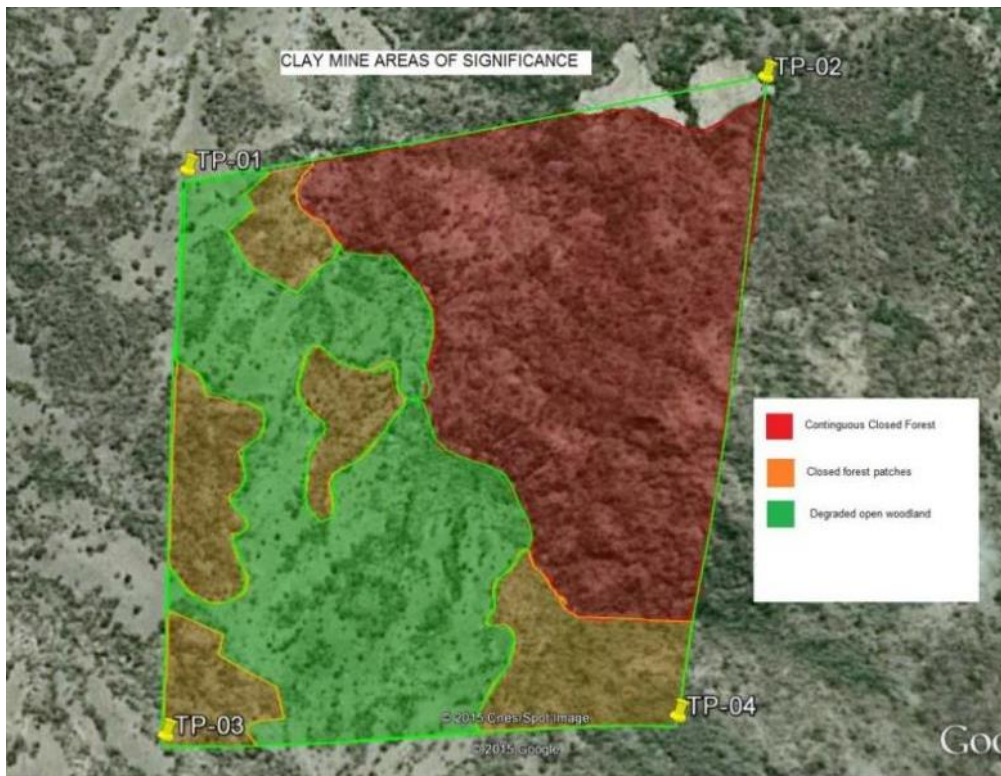 CLAY MINE AREAS OF SIGNIFICANCE
TP-02
TP-01
Continguous Closed Forest
Closed forest patches
Degraded open woodland
TP-04
TP-03
© 2015 Cnes/Spot Image
© 2015 Google
Goo